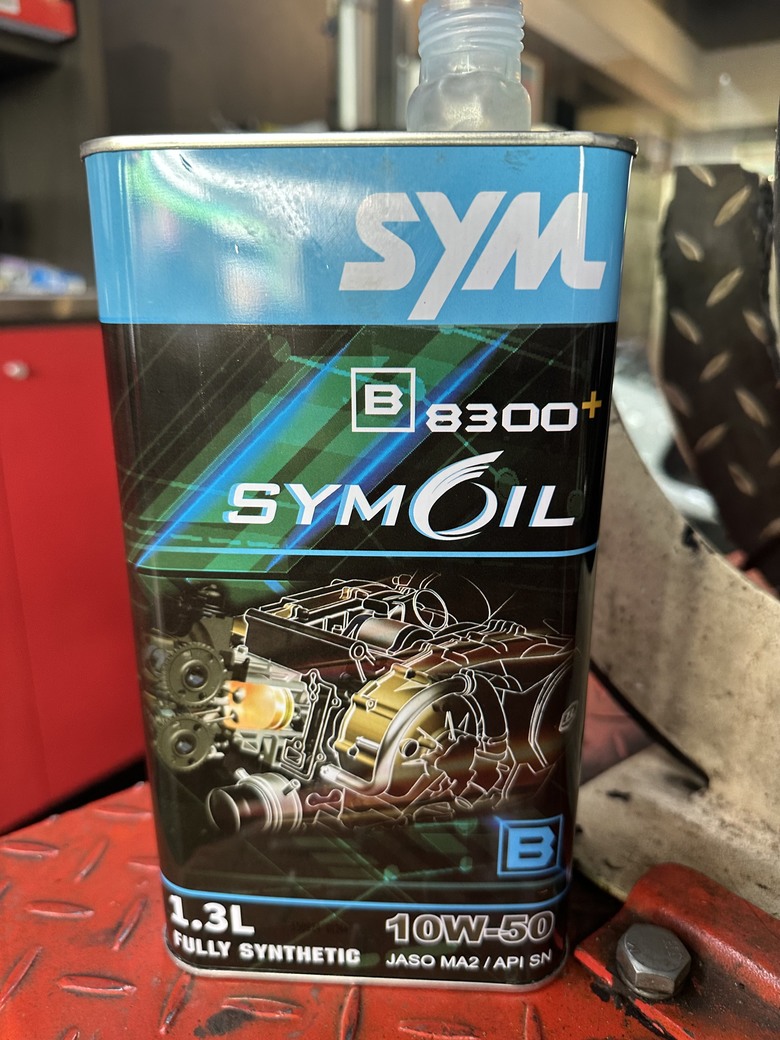 SYM
B 8300+
SYMOIL
B
1.3L
FULLY SYNTHETIC
10W-50
JASO MA2 / API SN